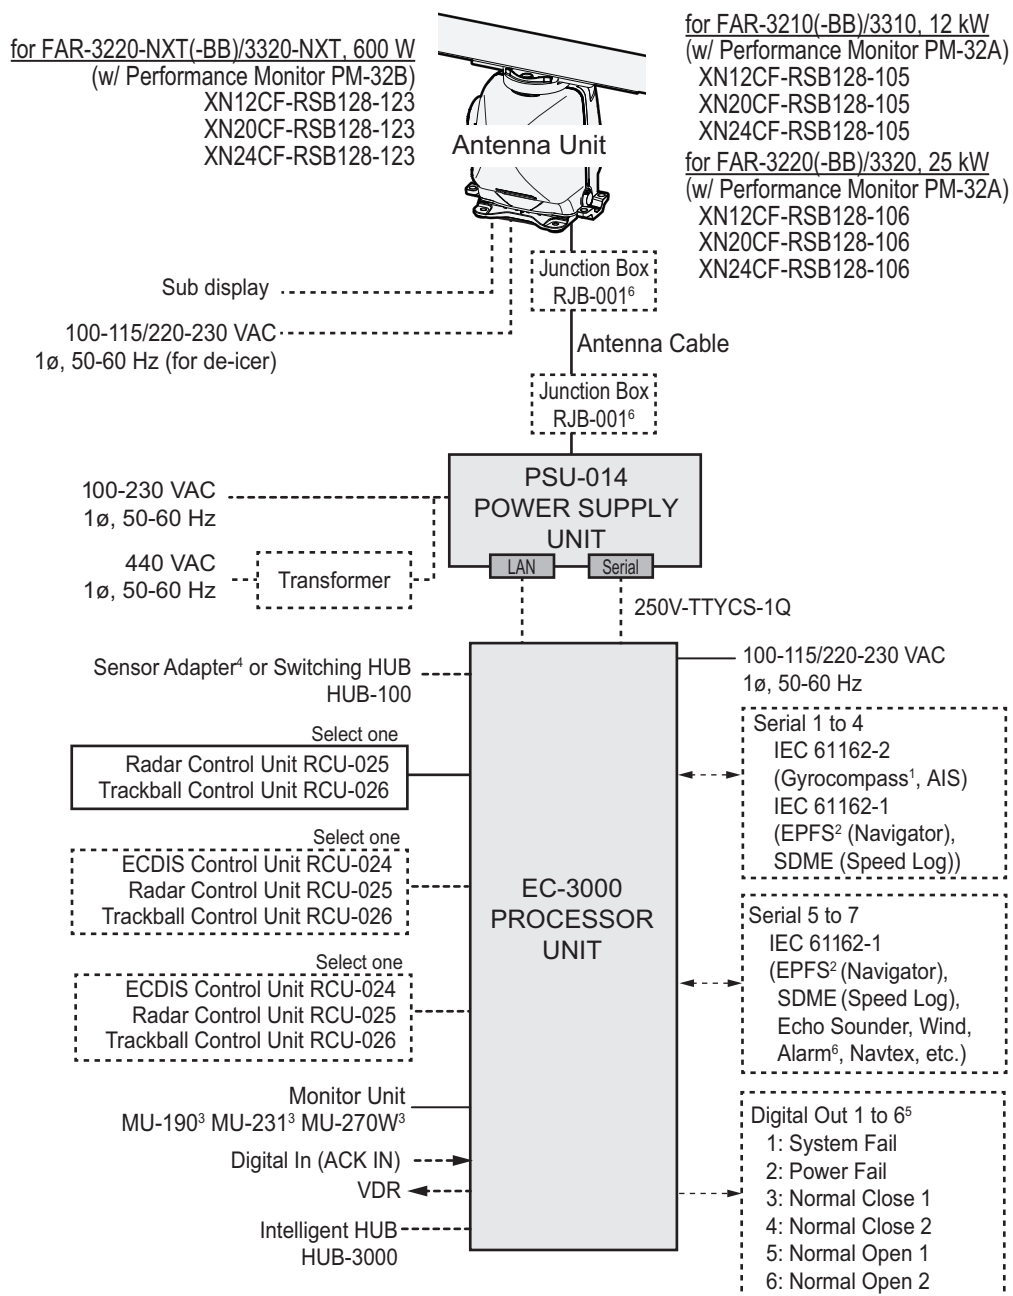 for FAR-3220-NXT(-BB)/3320-NXT, 600 W
(w/ Performance Monitor PM-32B)
XN12CF-RSB128-123
XN20CF-RSB128-123
XN24CF-RSB128-123
for FAR-3210(-BB)/3310, 12 kW
(w/ Performance Monitor PM-32A)
XN12CF-RSB128-105
XN20CF-RSB128-105
XN24CF-RSB128-105
for FAR-3220(-BB)/3320, 25 kW
(w/ Performance Monitor PM-32A)
XN12CF-RSB128-106
XN20CF-RSB128-106
XN24CF-RSB128-106
Antenna Unit
Sub display
100-115/220-230 VAC
1ø, 50-60 Hz (for de-icer)
Junction Box
RJB-001⁶
Antenna Cable
Junction Box
RJB-001⁶
PSU-014
POWER SUPPLY
UNIT
LAN
Serial
100-230 VAC
1ø, 50-60 Hz
440 VAC
1ø, 50-60 Hz
Transformer
250V-TTYCS-1Q
Sensor Adapter⁴ or Switching HUB
HUB-100
100-115/220-230 VAC
1ø, 50-60 Hz
Select one
Radar Control Unit RCU-025
Trackball Control Unit RCU-026
Select one
ECDIS Control Unit RCU-024
Radar Control Unit RCU-025
Trackball Control Unit RCU-026
Select one
ECDIS Control Unit RCU-024
Radar Control Unit RCU-025
Trackball Control Unit RCU-026
EC-3000
PROCESSOR
UNIT
Serial 1 to 4
IEC 61162-2
(Gyrocompass¹, AIS)
IEC 61162-1
(EPFS² (Navigator),
SDME (Speed Log))
Serial 5 to 7
IEC 61162-1
(EPFS² (Navigator),
SDME (Speed Log),
Echo Sounder, Wind,
Alarm⁶, Navtex, etc.)
Monitor Unit
MU-190³ MU-231³ MU-270W³
Digital In (ACK IN)
VDR
Intelligent HUB
HUB-3000
Digital Out 1 to 6⁵
1: System Fail
2: Power Fail
3: Normal Close 1
4: Normal Close 2
5: Normal Open 1
6: Normal Open 2